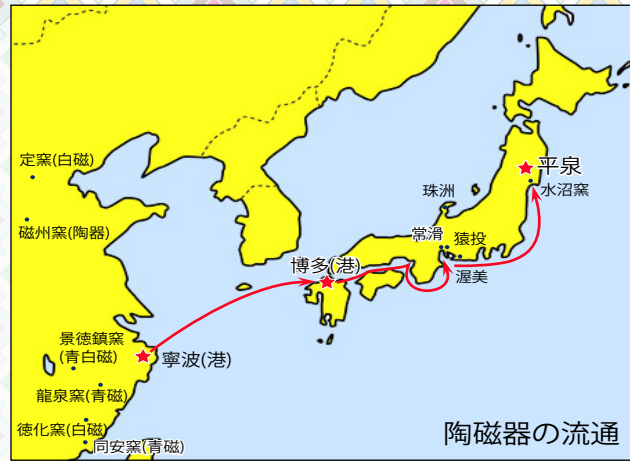 定窯(白磁)
磁州窯(陶器)
景徳鎮窯
(青白磁)
龍泉窯(青磁)
徳化窯(白磁)
同安窯(青磁)
寧波(港)
博多(港)
珠洲
常滑
猿投
渥美
平泉
水沼窯
陶磁器の流通